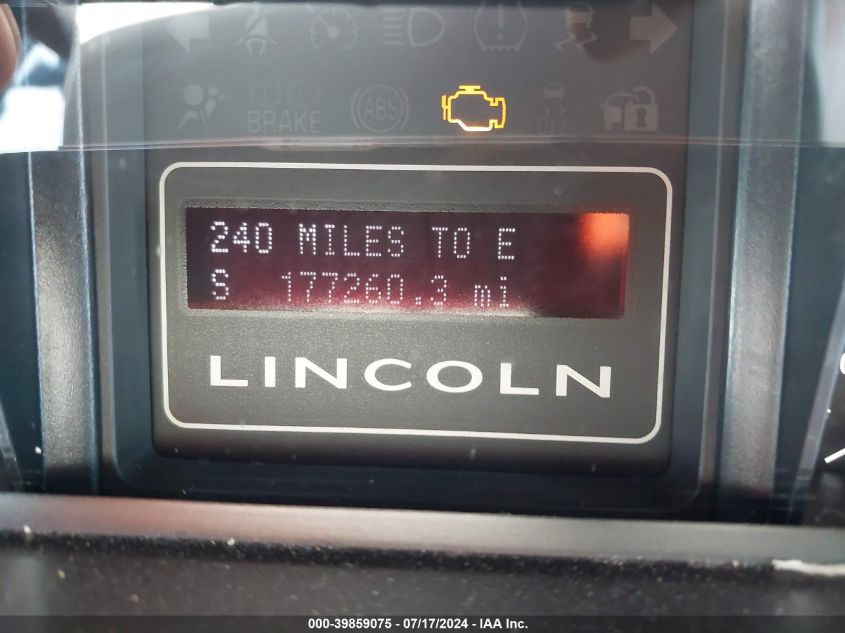 BRAKE
ABS
240 MILES TO E
S 177260.3 mi
LINCOLN
000-39859075 - 07/17/2024 - IAA Inc.